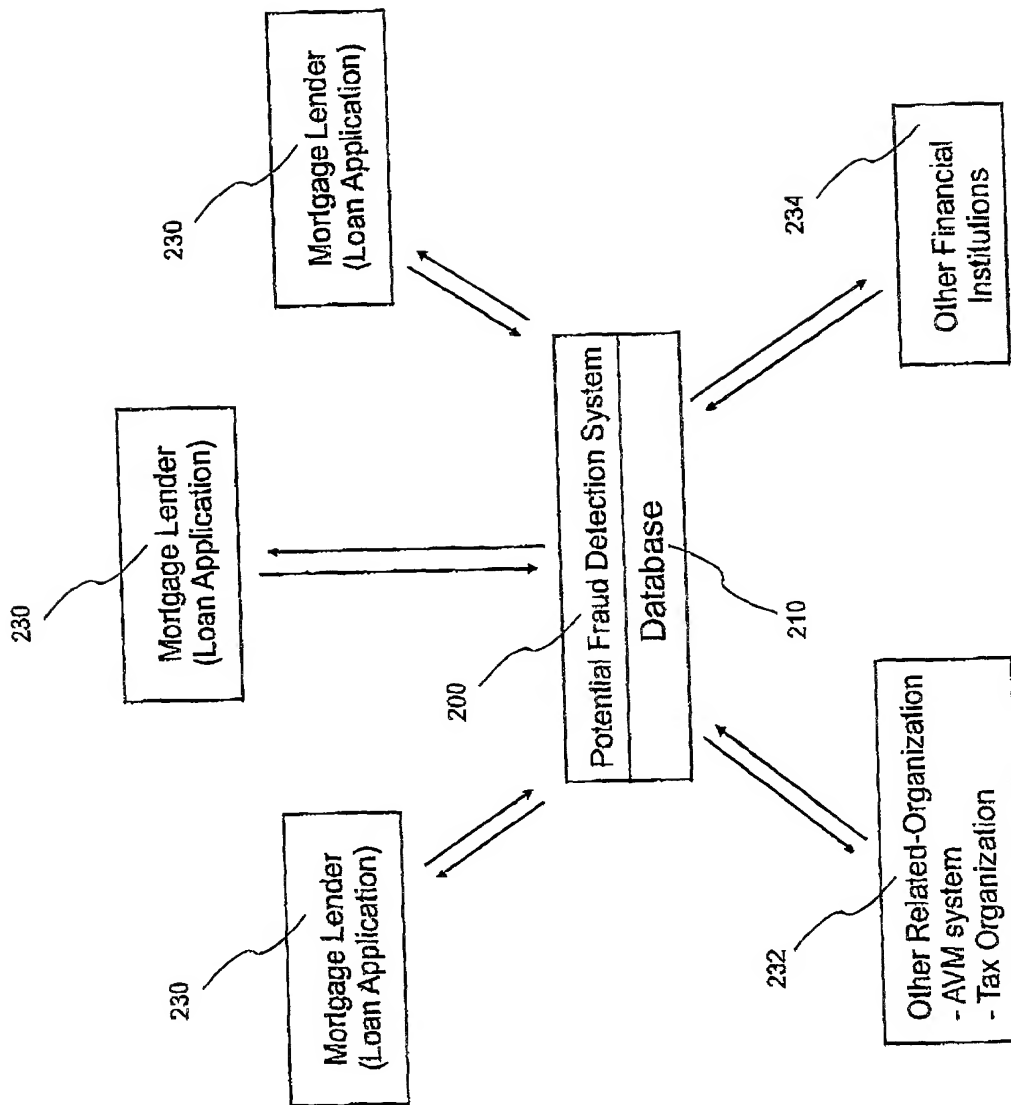 230
Mortgage Lender
(Loan Application)
230
Mortgage Lender
(Loan Application)
230
Mortgage Lender
(Loan Application)
200
Potential Fraud Detection System
Database
210
232
Other Related-Organization
- AVM system
- Tax Organization
234
Other Financial
Institutions